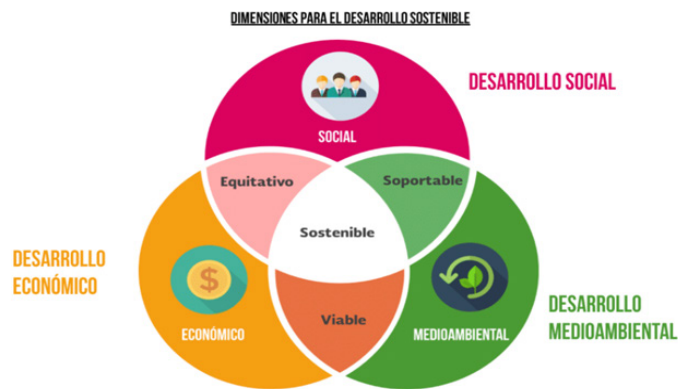 DIMENSIONES PARA EL DESARROLLO SOSTENIBLE
DESARROLLO SOCIAL
SOCIAL
Equitativo
Soportable
Sostenible
DESARROLLO
ECONÓMICO
$
Viable
ECONÓMICO
MEDIOAMBIENTAL
DESARROLLO
MEDIOAMBIENTAL